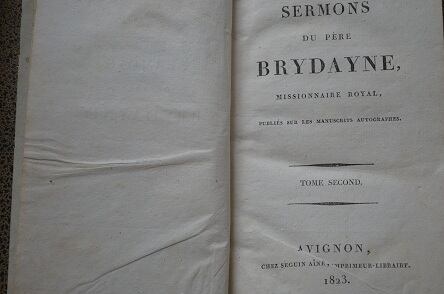 SERMONS
DU PÈRE
BRYDAYNE,
MISSIONNAIRE ROYAL,
PUBLIÉS SUR LES MANUSCRITS AUTOGRAPHES.
TOME SECOND.
AVIGNON,
CHEZ SEGUIN AÎNÉ, IMPRIMEUR-LIBRAIRE.
1823.